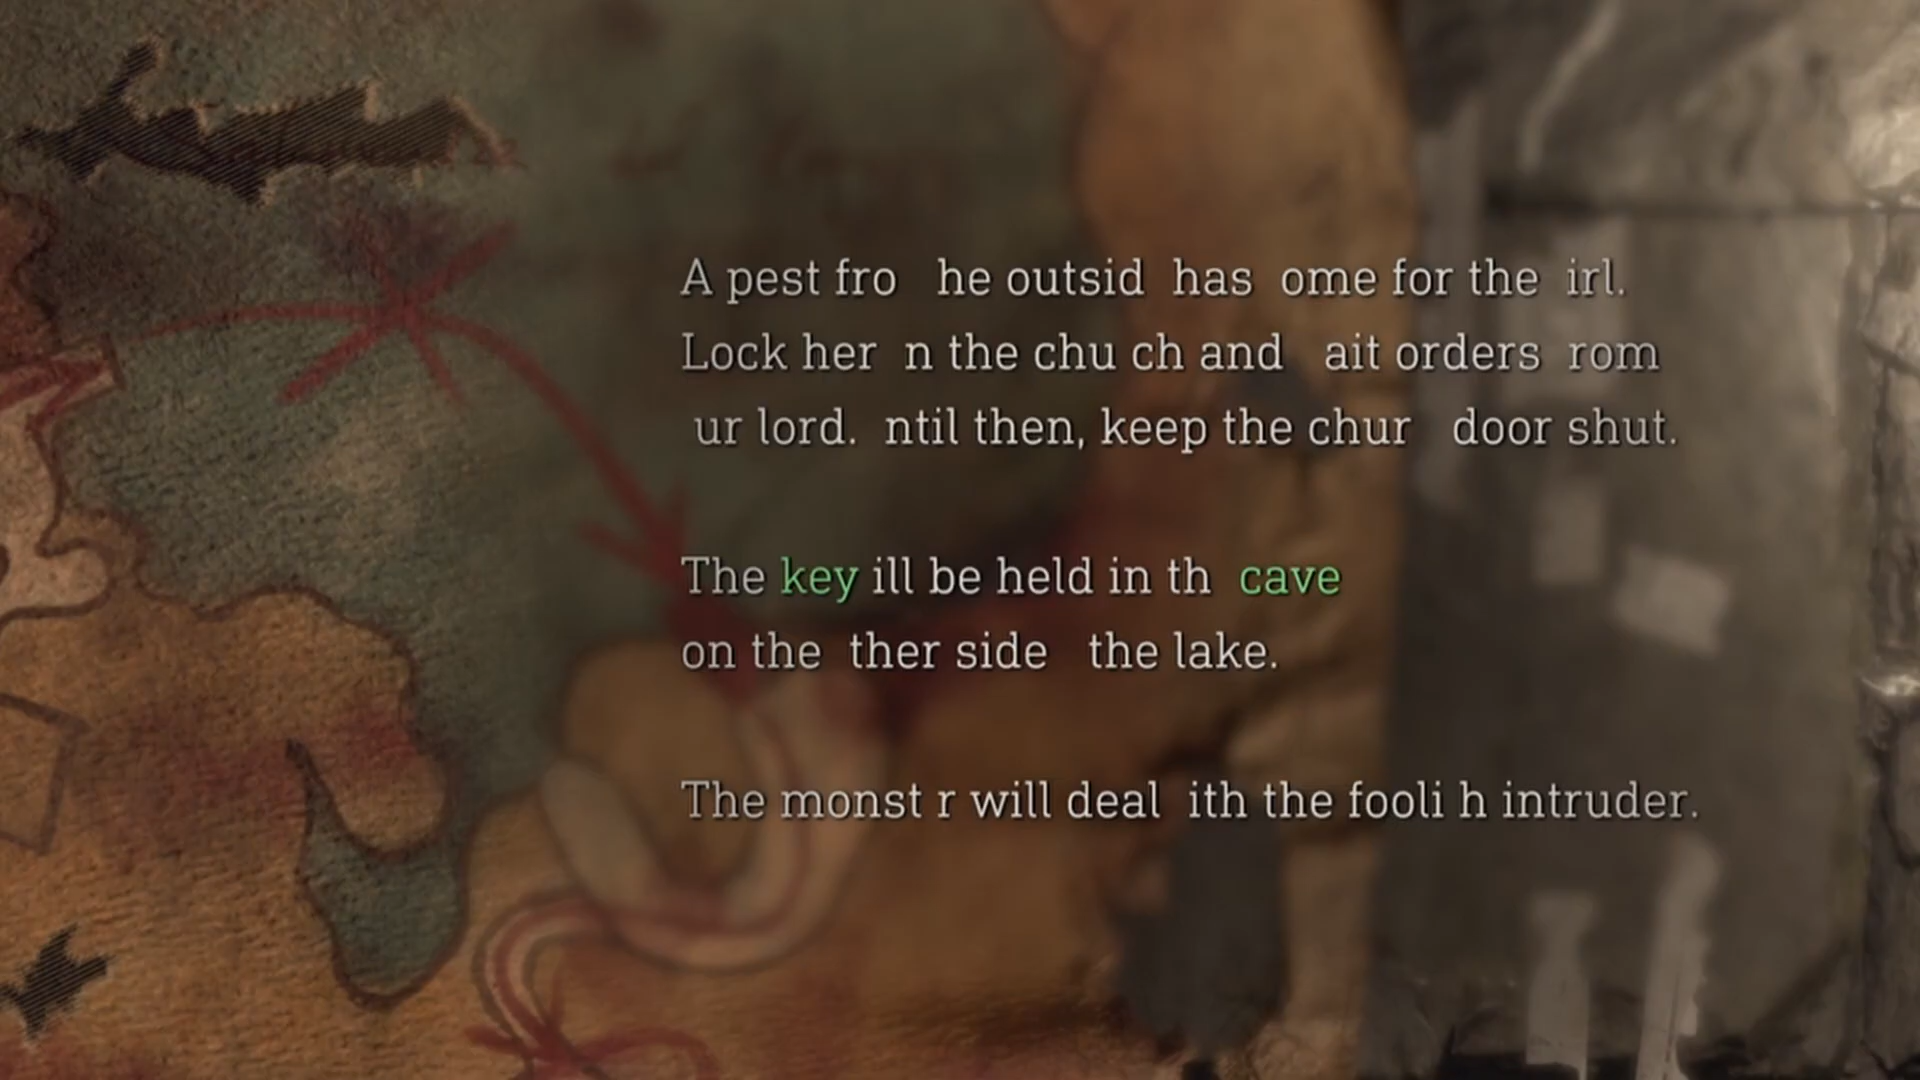 A pest fro  he outsid  has  ome for the  irl.
Lock her  n the chu ch and  ait orders  rom
 ur lord.  ntil then, keep the chur  door shut.
The key ill be held in th  cave
on the  ther side  the lake.
The monst r will deal  ith the fooli h intruder.